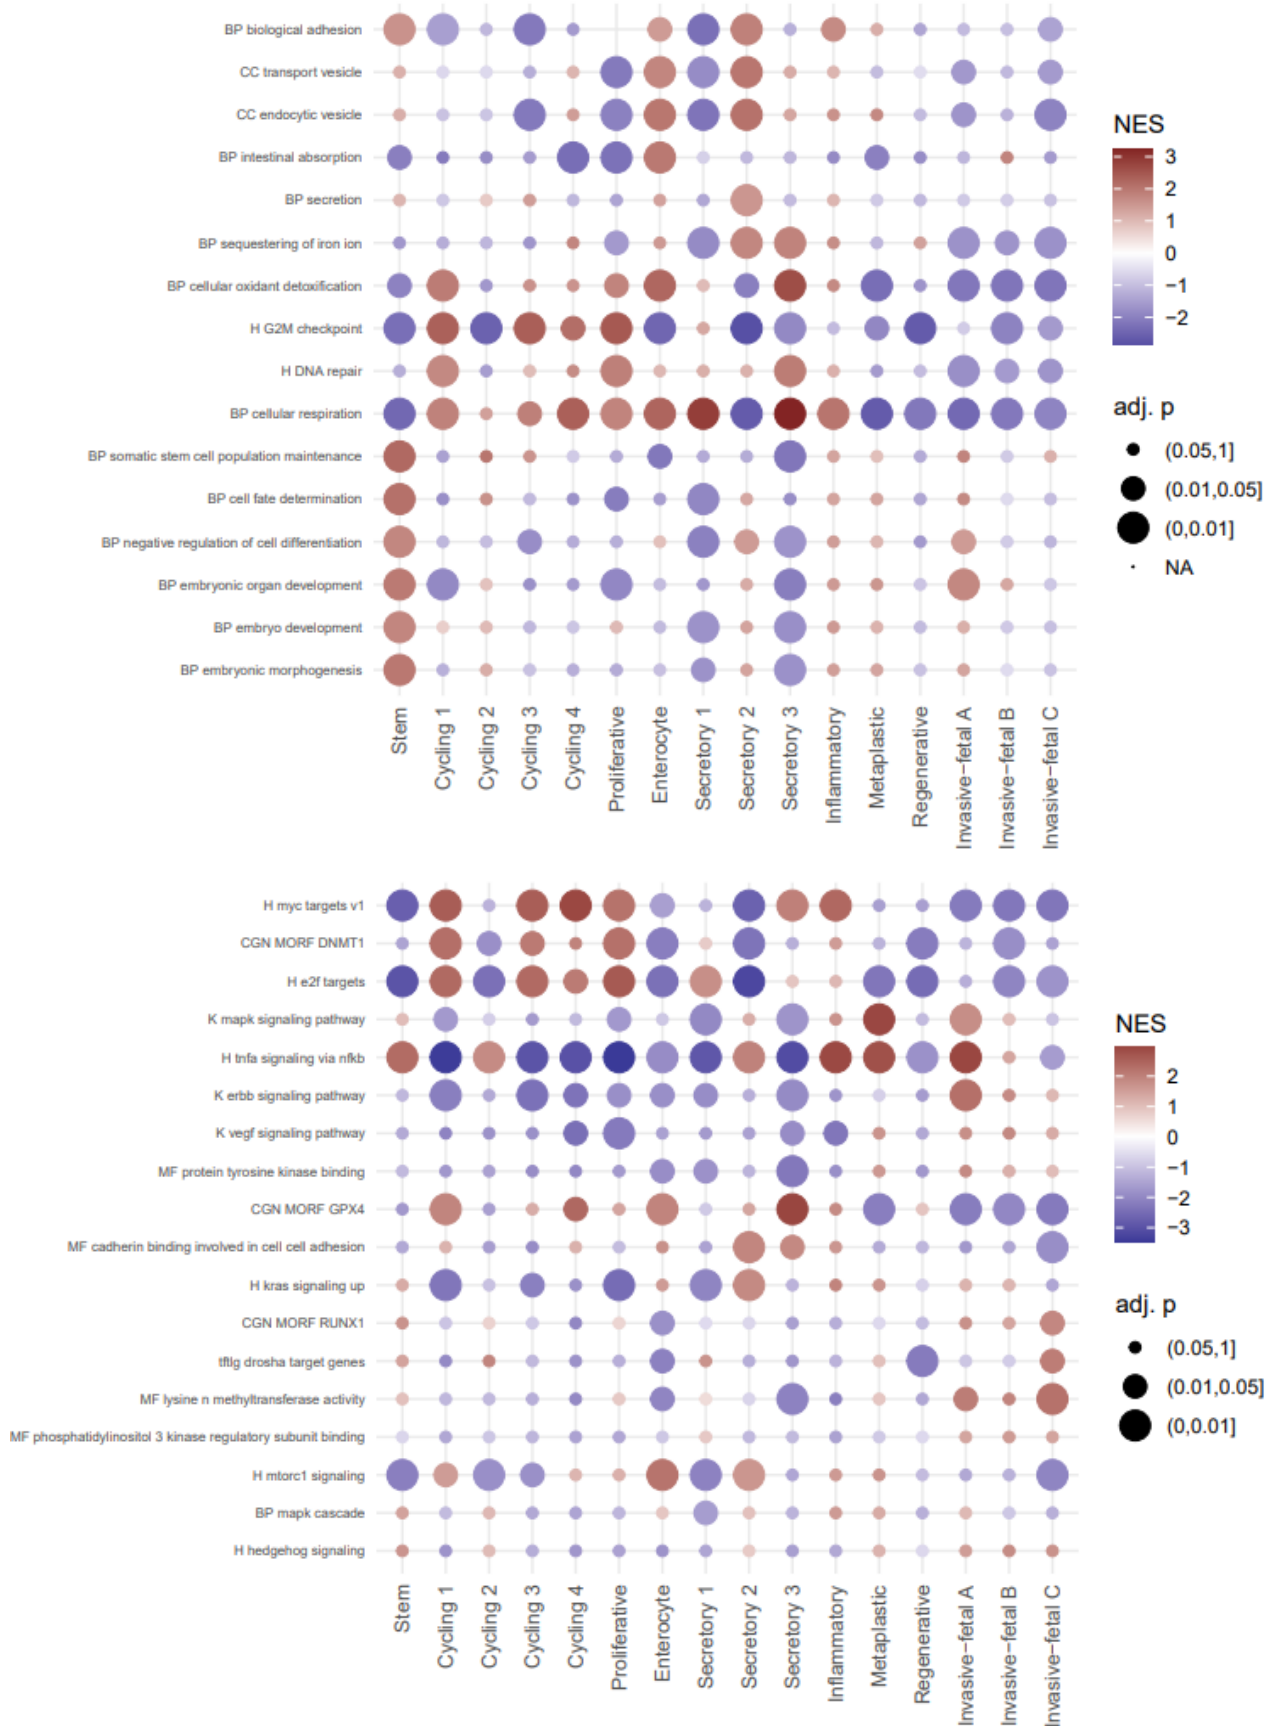 BP biological adhesion
CC transport vesicle
CC endocytic vesicle
BP intestinal absorption
BP secretion
BP sequestering of iron ion
BP cellular oxidant detoxification
H G2M checkpoint
H DNA repair
BP cellular respiration
BP somatic stem cell population maintenance
BP cell fate determination
BP negative regulation of cell differentiation
BP embryonic organ development
BP embryo development
BP embryonic morphogenesis
Stem
Cycling 1
Cycling 2
Cycling 3
Cycling 4
Proliferative
Enterocyte
Secretory 1
Secretory 2
Secretory 3
Inflammatory
Metaplastic
Regenerative
Invasive−fetal A
Invasive−fetal B
Invasive−fetal C
NES
3
2
1
0
−1
−2
adj. p
(0.05,1]
(0.01,0.05]
(0,0.01]
NA
H myc targets v1
CGN MORF DNMT1
H e2f targets
K mapk signaling pathway
H tnfa signaling via nfkb
K erbb signaling pathway
K vegf signaling pathway
MF protein tyrosine kinase binding
CGN MORF GPX4
MF cadherin binding involved in cell cell adhesion
H kras signaling up
CGN MORF RUNX1
tftlg drosha target genes
MF lysine n methyltransferase activity
MF phosphatidylinositol 3 kinase regulatory subunit binding
H mtorc1 signaling
BP mapk cascade
H hedgehog signaling
Stem
Cycling 1
Cycling 2
Cycling 3
Cycling 4
Proliferative
Enterocyte
Secretory 1
Secretory 2
Secretory 3
Inflammatory
Metaplastic
Regenerative
Invasive−fetal A
Invasive−fetal B
Invasive−fetal C
NES
2
1
0
−1
−2
−3
adj. p
(0.05,1]
(0.01,0.05]
(0,0.01]